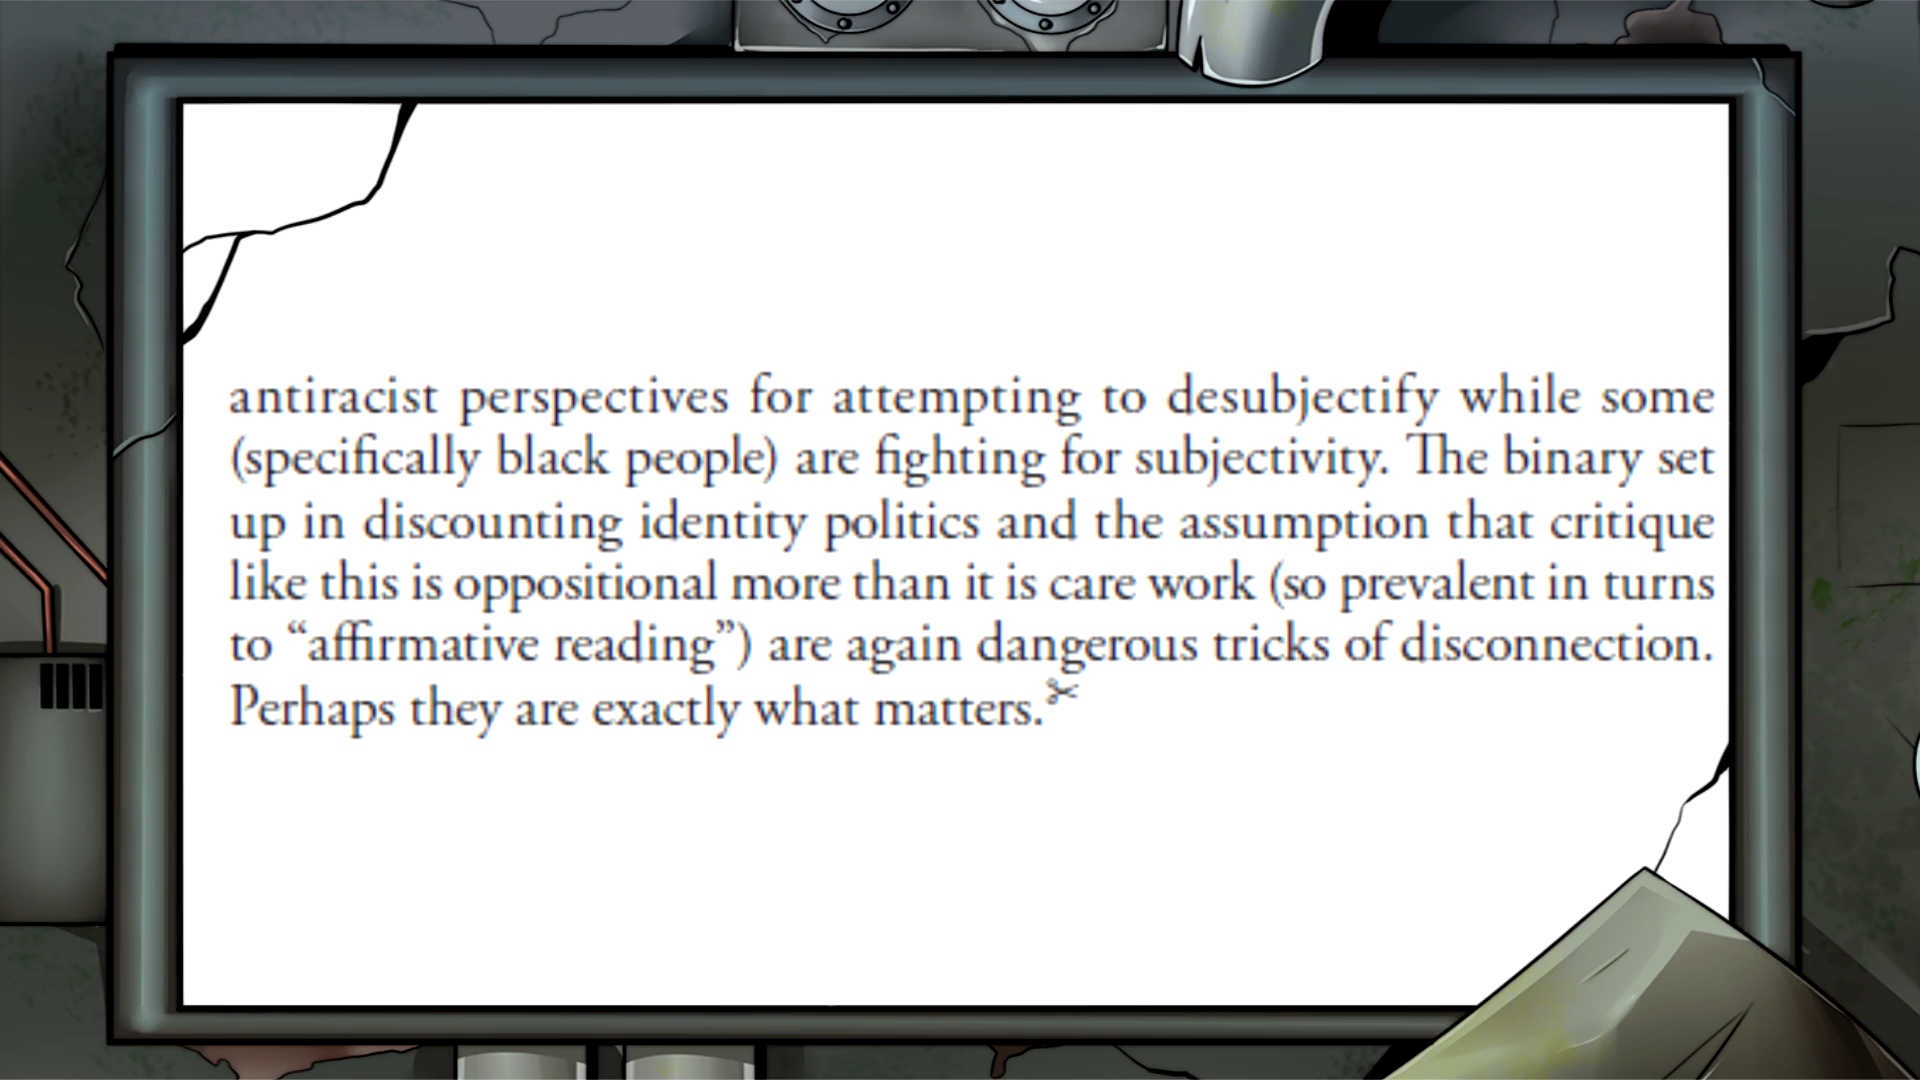 antiracist perspectives for attempting to desubjectify while some
(specifically black people) are fighting for subjectivity. The binary set
up in discounting identity politics and the assumption that critique
like this is oppositional more than it is care work (so prevalent in turns
to “affirmative reading”) are again dangerous tricks of disconnection.
Perhaps they are exactly what matters.✂